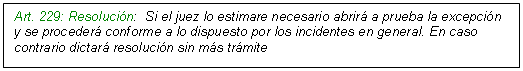 Art. 229: Resolución:  Si el juez lo estimare necesario abrirá a prueba la excepción
y se procederá conforme a lo dispuesto por los incidentes en general. En caso
contrario dictará resolución sin más trámite